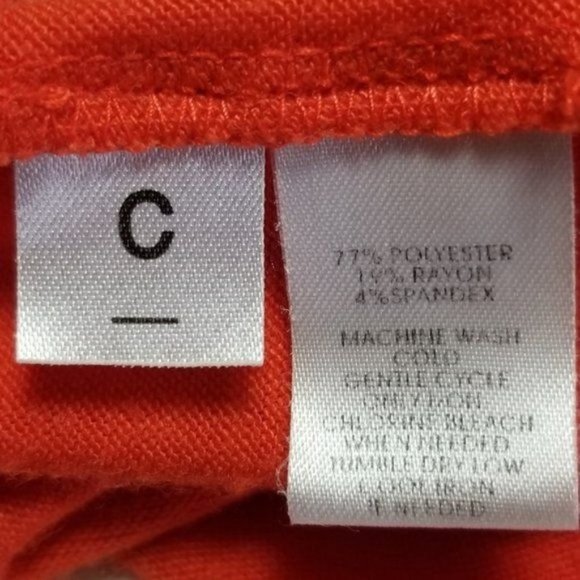 C
77% POLYESTER
19% RAYON
4%SPANDEX
MACHINE WASH
COLD
GENTLE CYCLE
ONLY NON
CHLORINE BLEACH
WHEN NEEDED
TUMBLE DRY LOW
COOL IRON
IF NEEDED